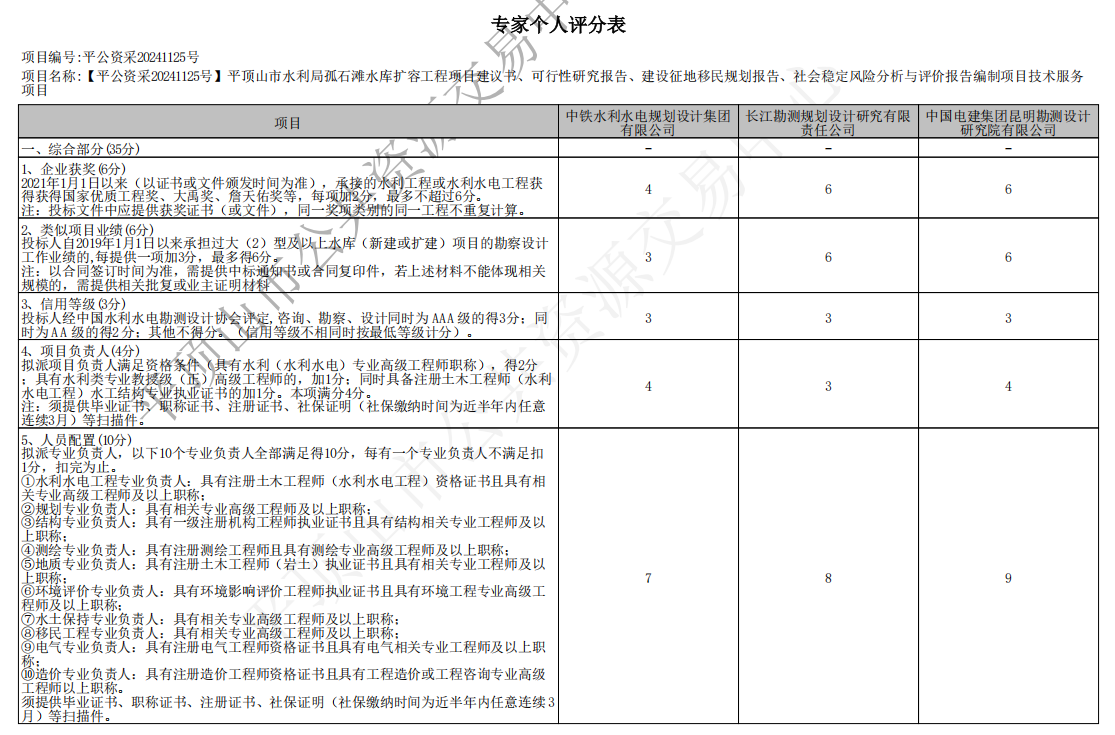 专家个人评分表
项目编号:平公资采20241125号
项目名称:【平公资采20241125号】平顶山市水利局孤石滩水库扩容工程项目建议书、可行性研究报告、建设征地移民规划报告、社会稳定风险分析与评价报告编制项目技术服务
项目
项目
中铁水利水电规划设计集团
有限公司
长江勘测规划设计研究有限
责任公司
中国电建集团昆明勘测设计
研究院有限公司
一、综合部分(35分)
-
-
-
1、企业获奖(6分)
2021年1月1日以来（以证书或文件颁发时间为准），承接的水利工程或水利水电工程获
得获得国家优质工程奖、大禹奖、詹天佑奖等，每项加2分，最多不超过6分。
注：投标文件中应提供获奖证书（或文件），同一奖项类别的同一工程不重复计算。
4
6
6
2、类似项目业绩(6分)
投标人自2019年1月1日以来承担过大（2）型及以上水库（新建或扩建）项目的勘察设计
工作业绩的,每提供一项加3分，最多得6分。
注：以合同签订时间为准，需提供中标通知书或合同复印件，若上述材料不能体现相关
规模的，需提供相关批复或业主证明材料
3
6
6
3、信用等级(3分)
投标人经中国水利水电勘测设计协会评定,咨询、勘察、设计同时为 AAA 级的得3分；同
时为A A 级的得2 分；其他不得分。（信用等级不相同时按最低等级计分）。
3
3
3
4、项目负责人(4分)
拟派项目负责人满足资格条件（具有水利（水利水电）专业高级工程师职称），得2分
；具有水利类专业教授级（正）高级工程师的，加1分；同时具备注册土木工程师（水利
水电工程）水工结构专业执业证书的加1分。本项满分4分。
注：须提供毕业证书、职称证书、注册证书、社保证明（社保缴纳时间为近半年内任意
连续3月）等扫描件。
4
3
4
5、人员配置(10分)
拟派专业负责人，以下10个专业负责人全部满足得10分，每有一个专业负责人不满足扣
1分，扣完为止。
①水利水电工程专业负责人：具有注册土木工程师（水利水电工程）资格证书且具有相
关专业高级工程师及以上职称；
②规划专业负责人：具有相关专业高级工程师及以上职称；
③结构专业负责人：具有一级注册机构工程师执业证书且具有结构相关专业工程师及以
上职称；
④测绘专业负责人：具有注册测绘工程师且具有测绘专业高级工程师及以上职称；
⑤地质专业负责人：具有注册土木工程师（岩土）执业证书且具有相关专业工程师及以
上职称；
⑥环境评价专业负责人：具有环境影响评价工程师执业证书且具有环境工程专业高级工
程师及以上职称；
⑦水土保持专业负责人：具有相关专业高级工程师及以上职称；
⑧移民工程专业负责人：具有相关专业高级工程师及以上职称；
⑨电气专业负责人：具有注册电气工程师资格证书且具有电气相关专业工程师及以上职
称；
⑩造价专业负责人：具有注册造价工程师资格证书且具有工程造价或工程咨询专业高级
工程师以上职称。
须提供毕业证书、职称证书、注册证书、社保证明（社保缴纳时间为近半年内任意连续 3
月）等扫描件。
7
8
9
平顶山市公共资源交易中
平顶山市公共资源交易中心